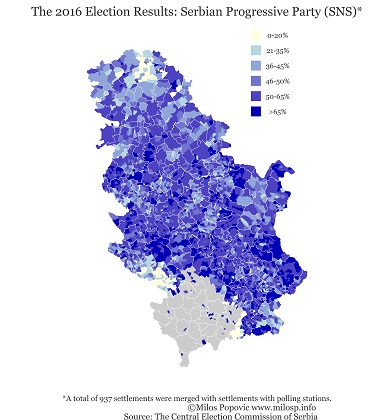 The 2016 Election Results: Serbian Progressive Party (SNS)*
0-20%
21-35%
36-45%
46-50%
50-65%
>65%
*A total of 937 settlements were merged with settlements with polling stations.
©Milos Popovic www.milosp.info
Source: The Central Election Commission of Serbia